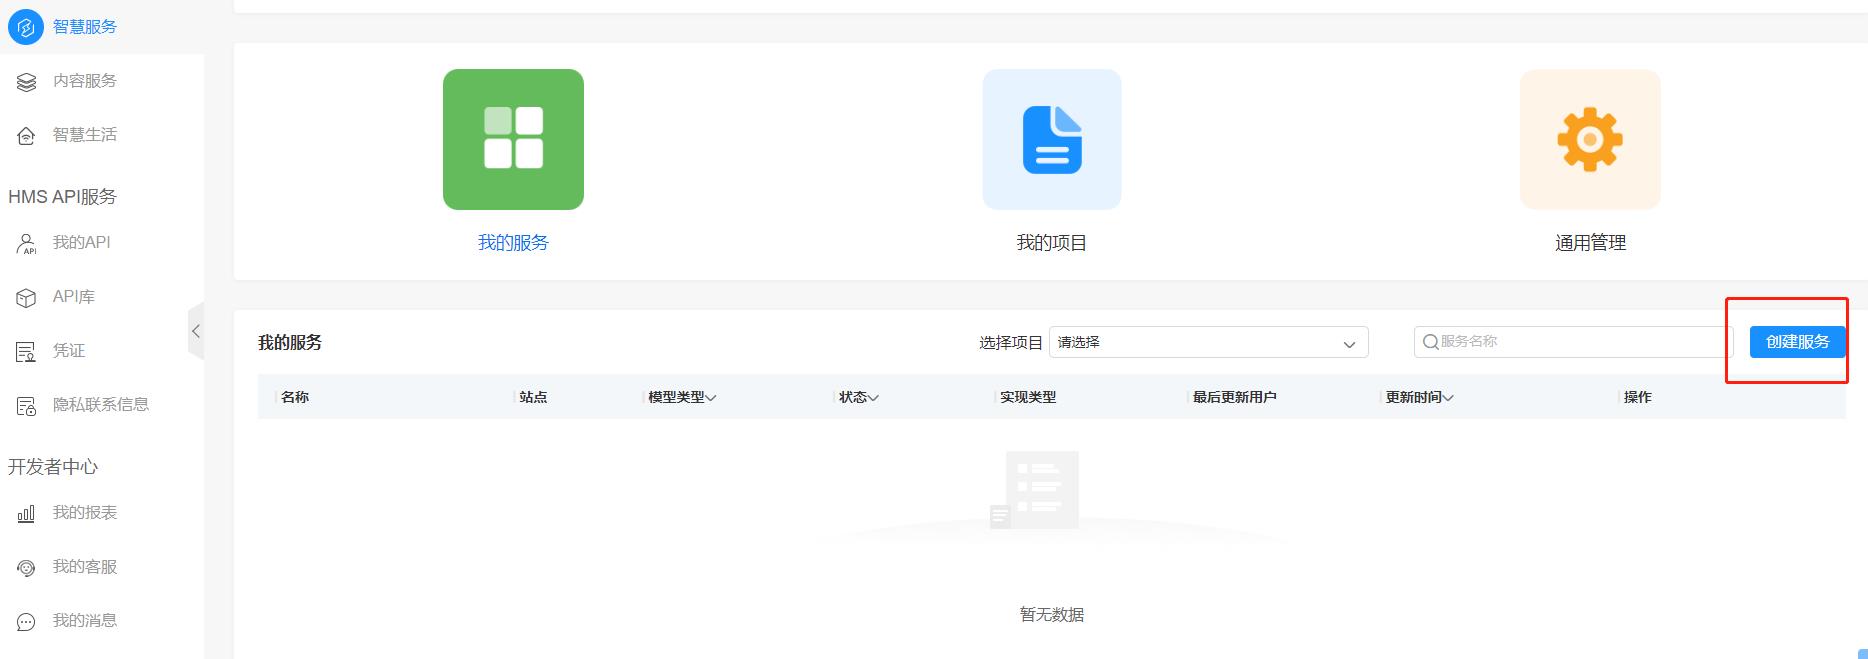 智慧服务
内容服务
智慧生活
HMS API服务
我的API
API库
凭证
隐私联系信息
开发者中心
我的报表
我的客服
我的消息
我的服务
我的项目
通用管理
我的服务
选择项目
请选择
服务名称
创建服务
名称
站点
模型类型
状态
实现类型
最后更新用户
更新时间
操作
暂无数据